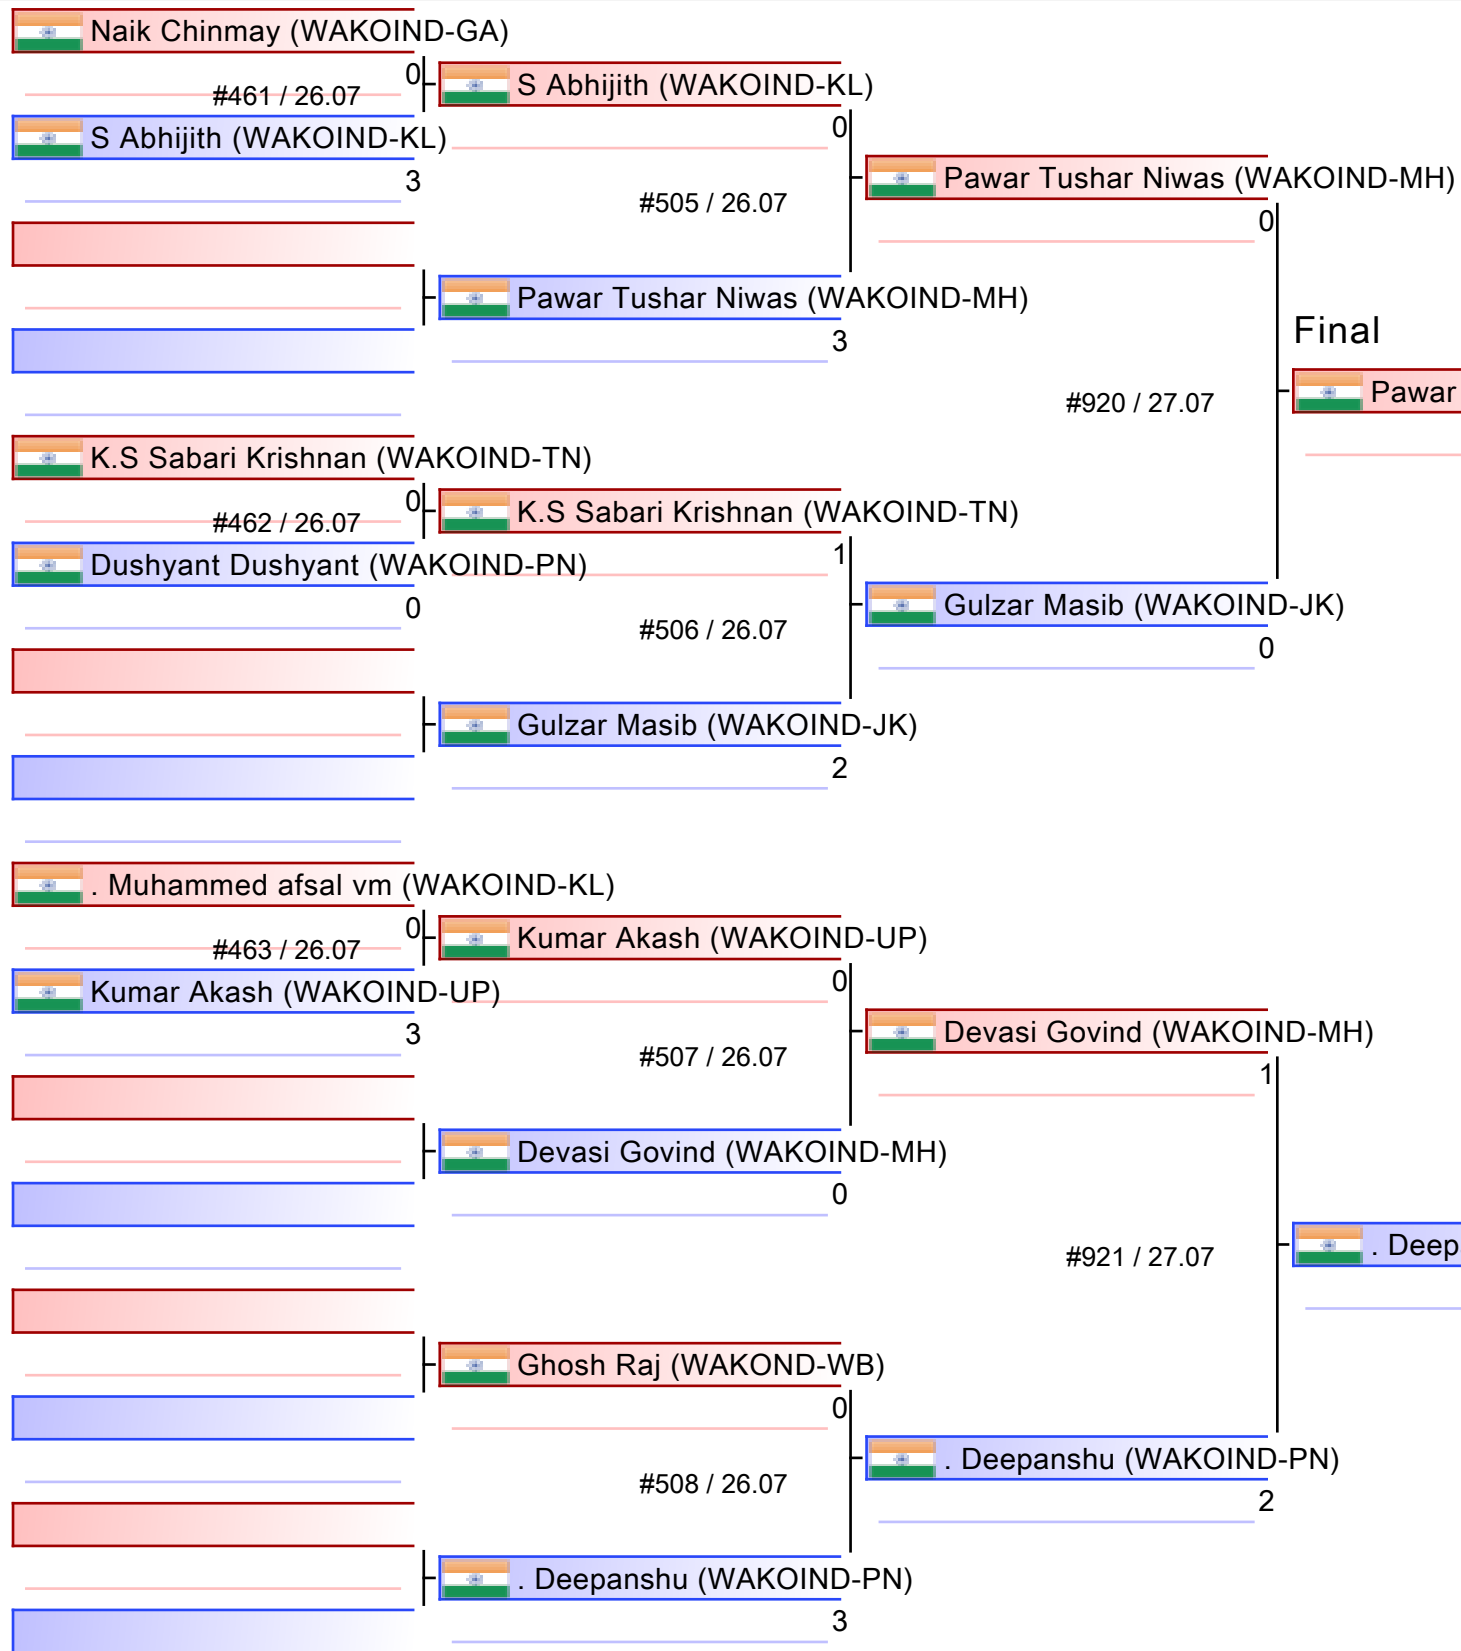 Naik Chinmay (WAKOIND-GA)
0
#461 / 26.07
S Abhijith (WAKOIND-KL)
3
S Abhijith (WAKOIND-KL)
0
#505 / 26.07
Pawar Tushar Niwas (WAKOIND-MH)
3
Pawar Tushar Niwas (WAKOIND-MH)
0
#920 / 27.07
Final
Pawar
K.S Sabari Krishnan (WAKOIND-TN)
0
#462 / 26.07
Dushyant Dushyant (WAKOIND-PN)
0
K.S Sabari Krishnan (WAKOIND-TN)
1
#506 / 26.07
Gulzar Masib (WAKOIND-JK)
2
Gulzar Masib (WAKOIND-JK)
0
. Muhammed afsal vm (WAKOIND-KL)
0
#463 / 26.07
Kumar Akash (WAKOIND-UP)
3
Kumar Akash (WAKOIND-UP)
0
#507 / 26.07
Devasi Govind (WAKOIND-MH)
0
Devasi Govind (WAKOIND-MH)
1
#921 / 27.07
. Deep
Ghosh Raj (WAKOND-WB)
0
#508 / 26.07
. Deepanshu (WAKOIND-PN)
3
. Deepanshu (WAKOIND-PN)
2